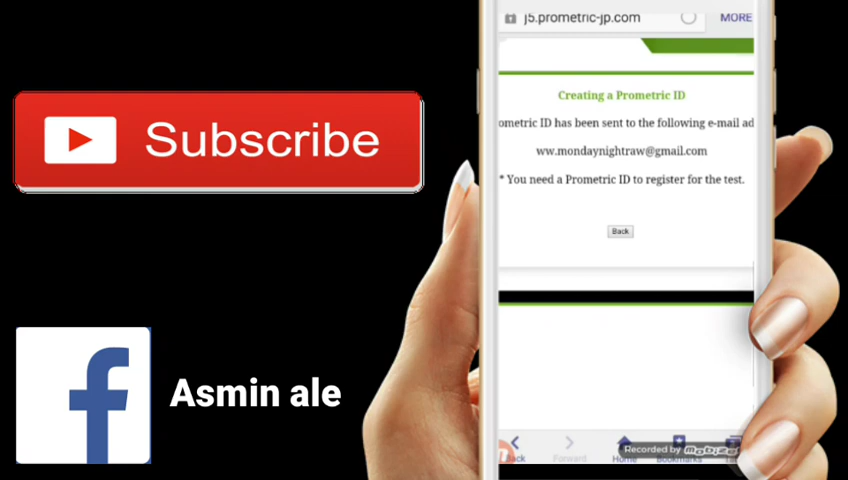 Subscribe
Asmin ale
j5.prometric-jp.com
MORE
Creating a Prometric ID
ometric ID has been sent to the following e-mail ad
ww.mondaynightraw@gmail.com
* You need a Prometric ID to register for the test.
Back
Back Forward Home Bookmarks
Recorded by